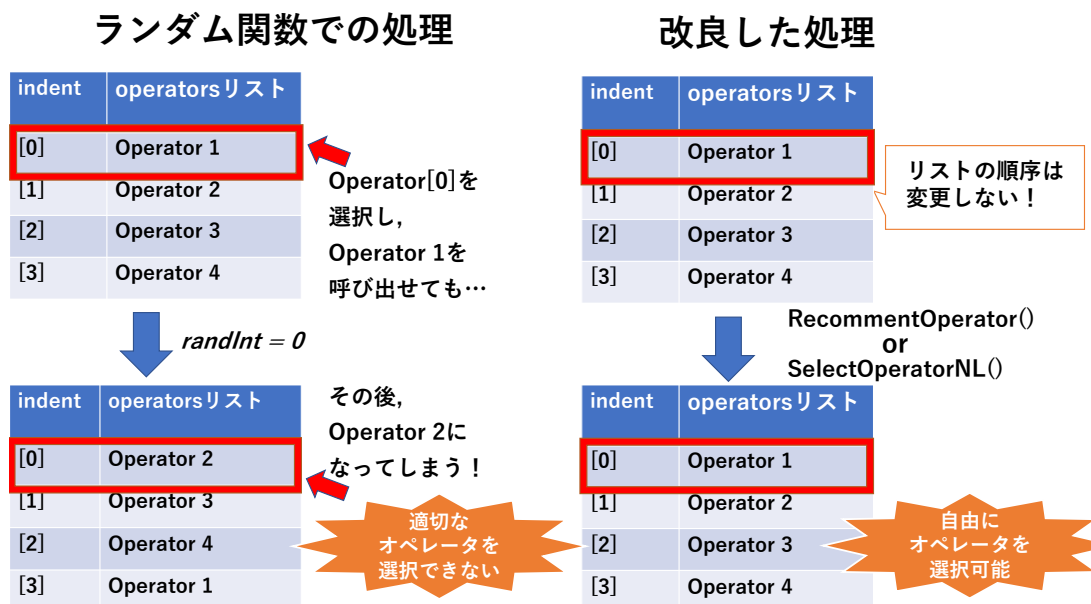 ランダム関数での処理
indent operatorsリスト
[0] Operator 1
[1] Operator 2
[2] Operator 3
[3] Operator 4
Operator[0]を
選択し,
Operator 1を
呼び出せても…
randInt = 0
indent operatorsリスト
[0] Operator 2
[1] Operator 3
[2] Operator 4
[3] Operator 1
その後,
Operator 2に
なってしまう！
適切な
オペレータを
選択できない
改良した処理
indent operatorsリスト
[0] Operator 1
[1] Operator 2
[2] Operator 3
[3] Operator 4
リストの順序は
変更しない！
RecommentOperator()
or
SelectOperatorNL()
indent operatorsリスト
[0] Operator 1
[1] Operator 2
[2] Operator 3
[3] Operator 4
自由に
オペレータを
選択可能